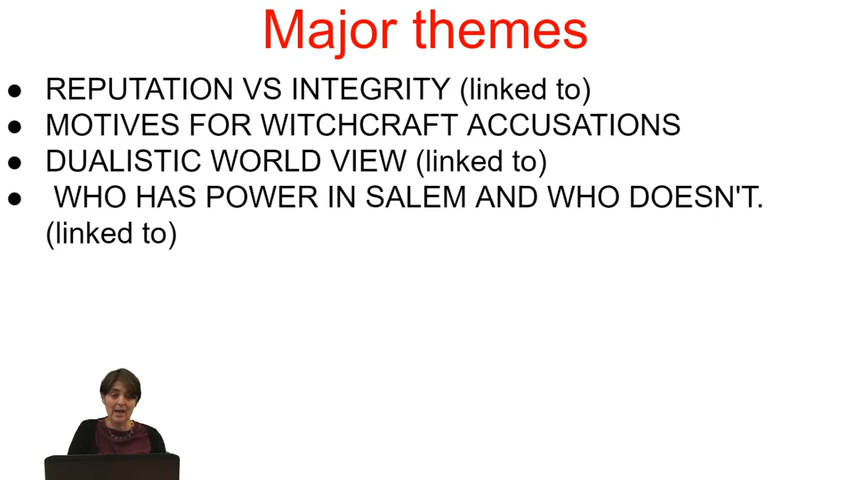 Major themes
● REPUTATION VS INTEGRITY (linked to)
● MOTIVES FOR WITCHCRAFT ACCUSATIONS
● DUALISTIC WORLD VIEW (linked to)
● WHO HAS POWER IN SALEM AND WHO DOESN'T.
(linked to)